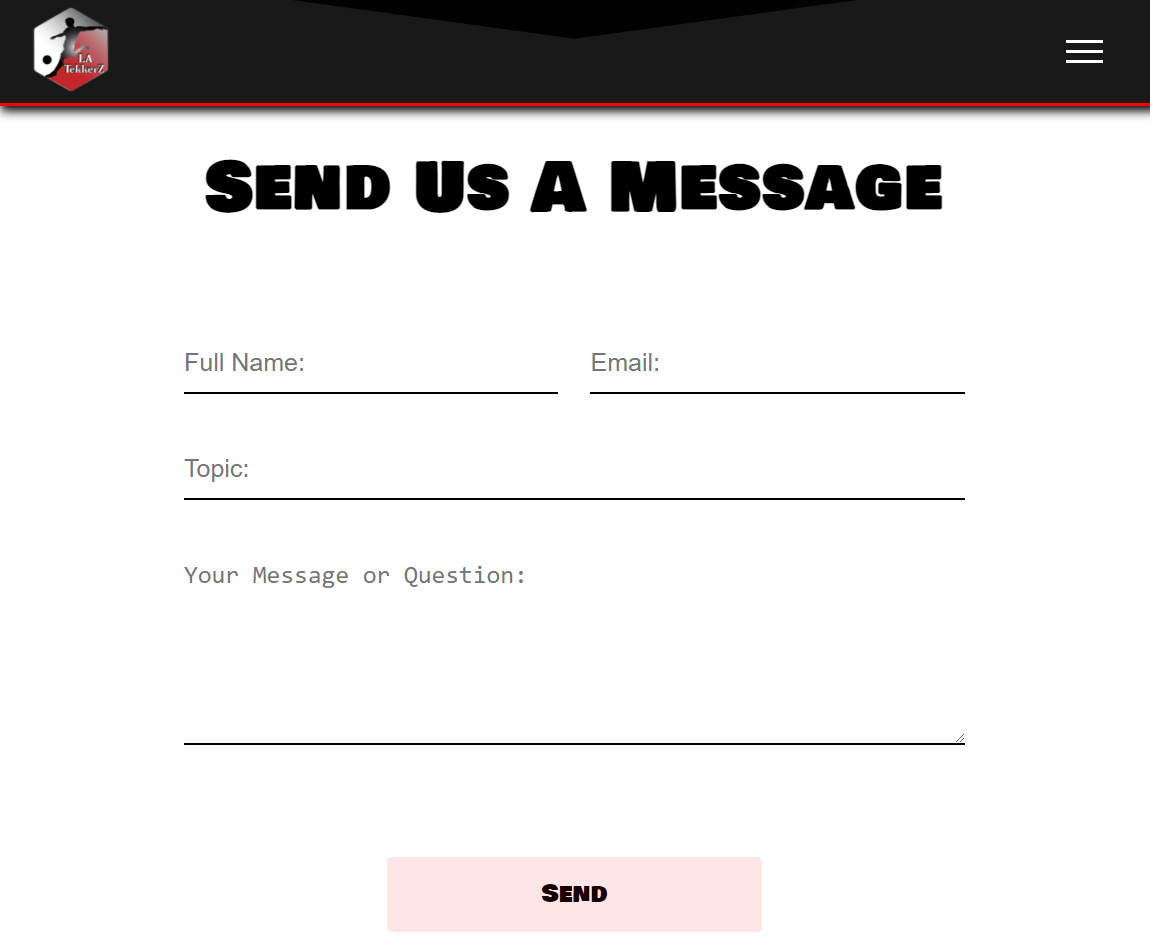 LA
TekkerZ
Send Us A Message
Full Name:
Email:
Topic:
Your Message or Question:
Send